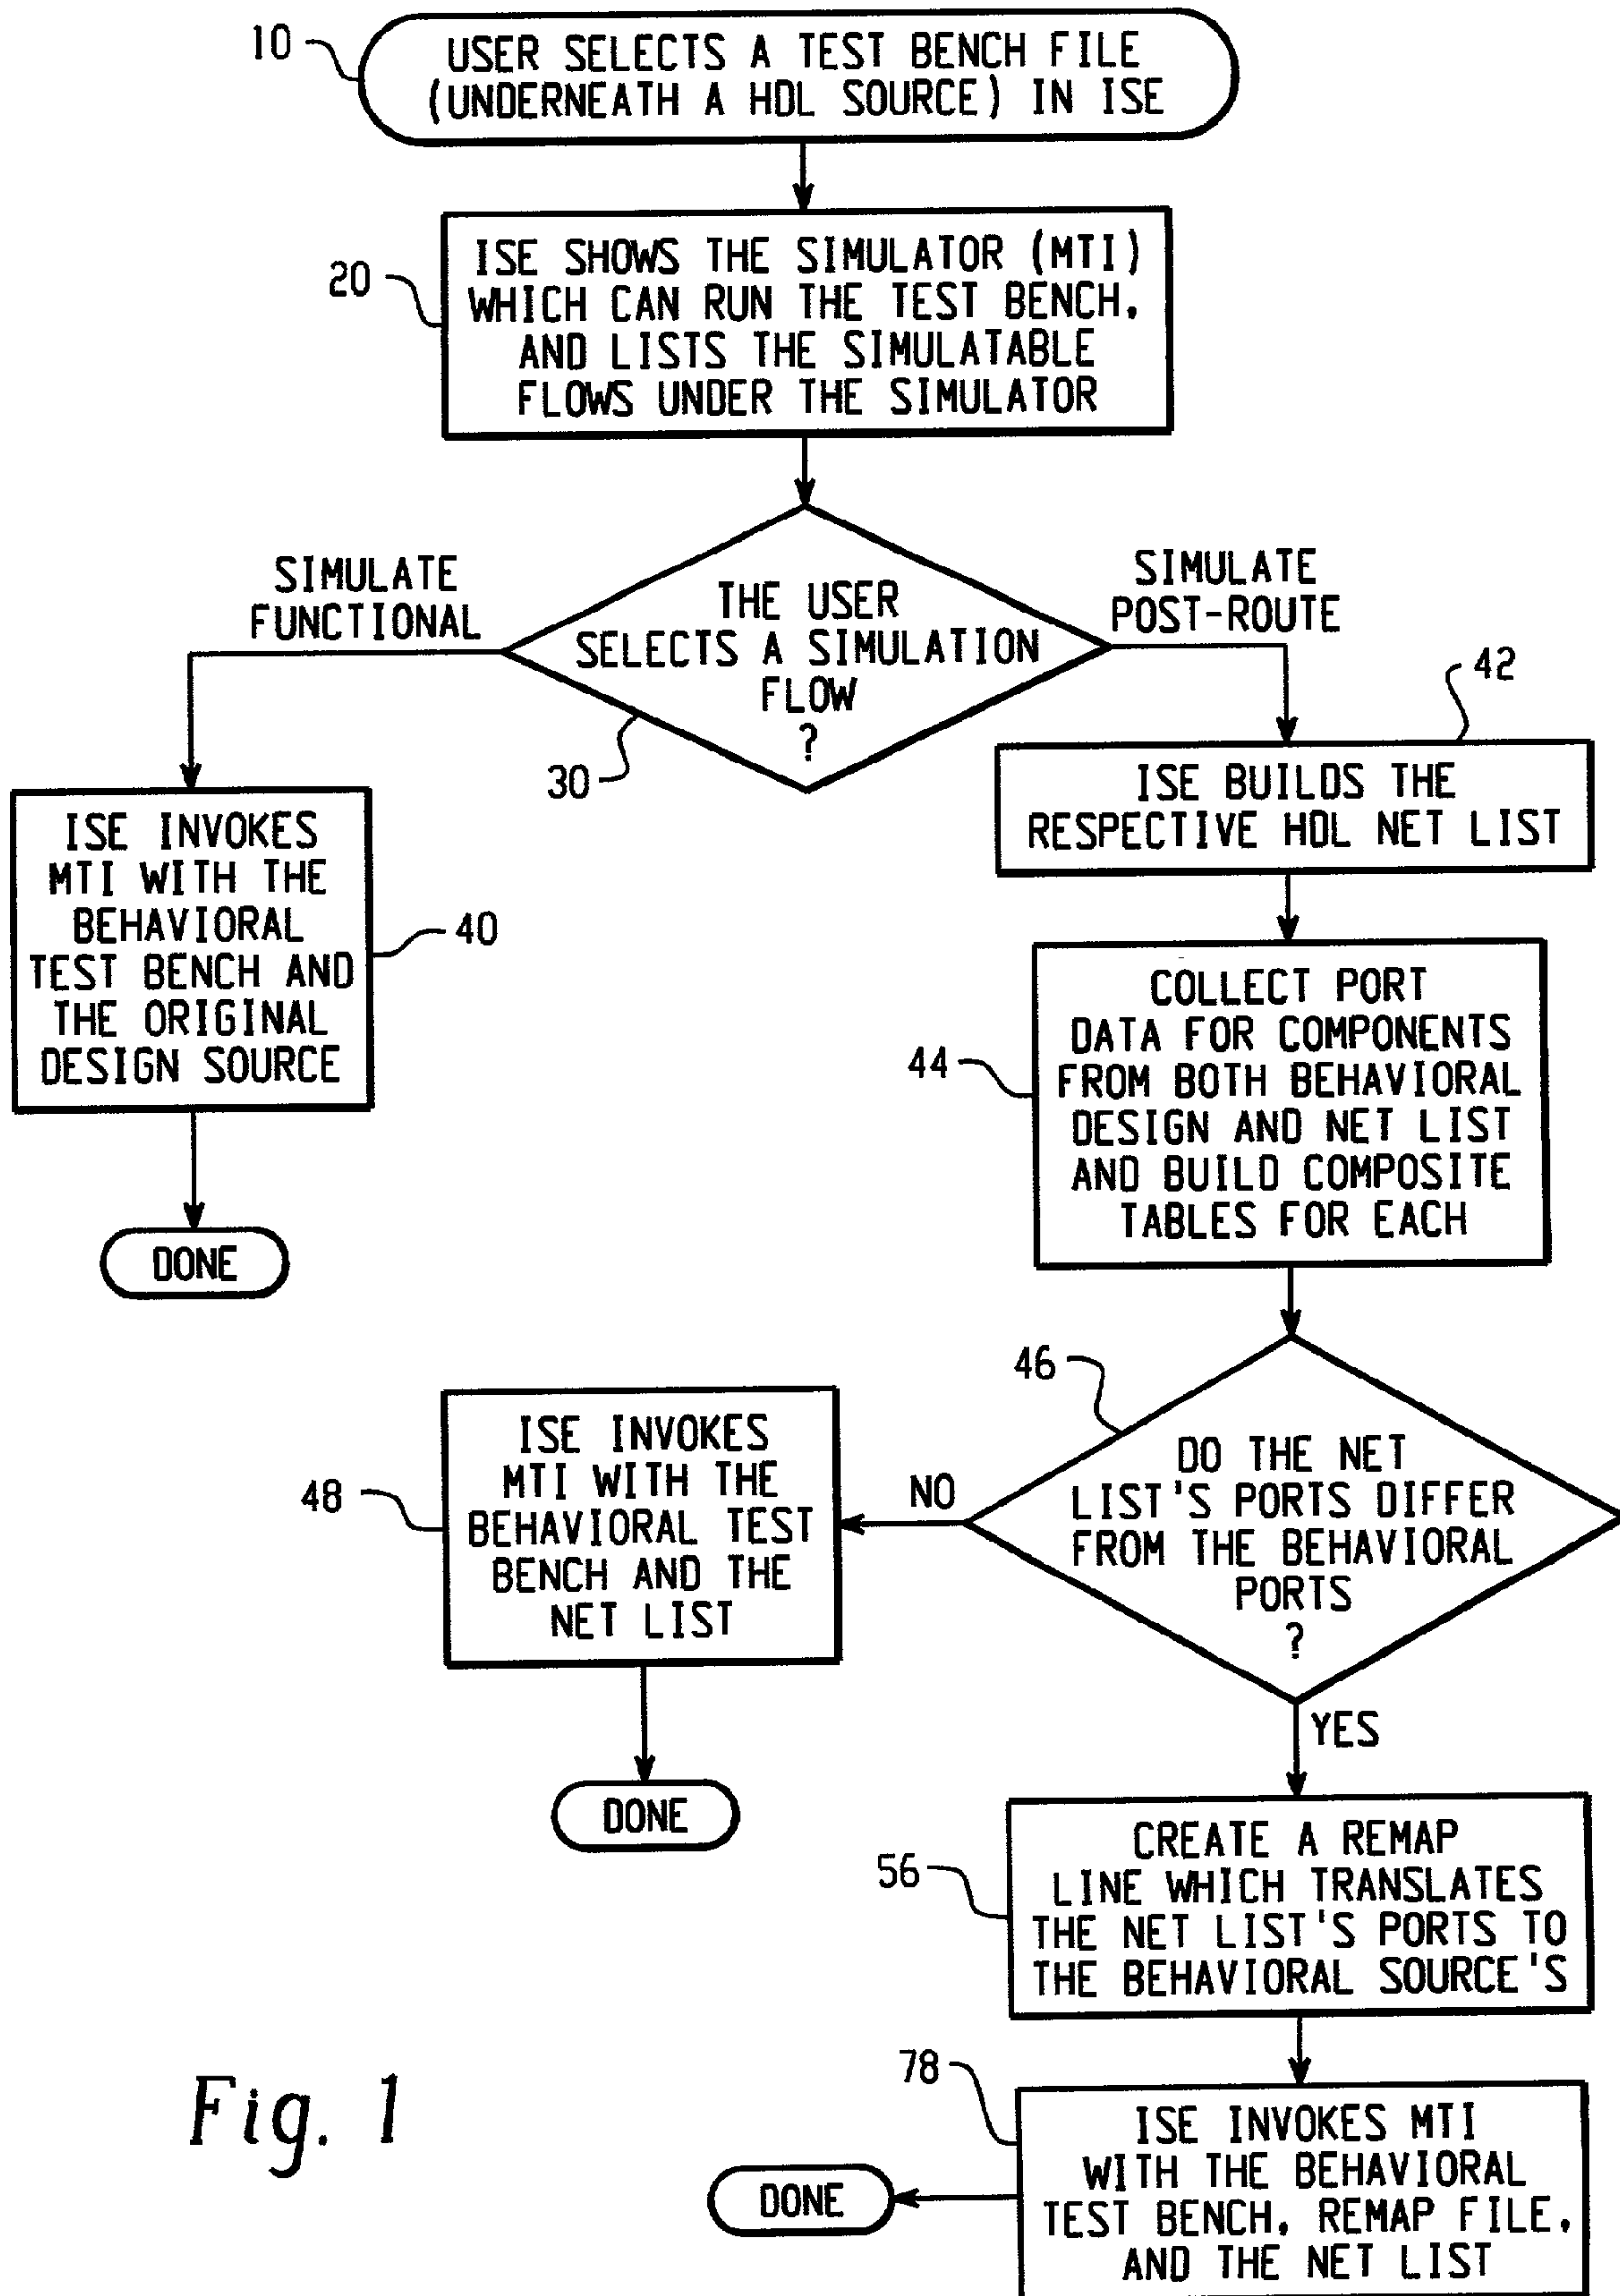 10
USER SELECTS A TEST BENCH FILE
(UNDERNEATH A HDL SOURCE) IN ISE
20
ISE SHOWS THE SIMULATOR (MTI)
WHICH CAN RUN THE TEST BENCH,
AND LISTS THE SIMULATABLE
FLOWS UNDER THE SIMULATOR
SIMULATE
FUNCTIONAL
THE USER
SELECTS A SIMULATION
FLOW
?
30
SIMULATE
POST-ROUTE
42
ISE BUILDS THE
RESPECTIVE HDL NET LIST
ISE INVOKES
MTI WITH THE
BEHAVIORAL
TEST BENCH AND
THE ORIGINAL
DESIGN SOURCE
40
DONE
44
COLLECT PORT
DATA FOR COMPONENTS
FROM BOTH BEHAVIORAL
DESIGN AND NET LIST
AND BUILD COMPOSITE
TABLES FOR EACH
46
DO THE NET
LIST'S PORTS DIFFER
FROM THE BEHAVIORAL
PORTS
?
NO
48
ISE INVOKES
MTI WITH THE
BEHAVIORAL TEST
BENCH AND THE
NET LIST
DONE
YES
56
CREATE A REMAP
LINE WHICH TRANSLATES
THE NET LIST'S PORTS TO
THE BEHAVIORAL SOURCE'S
78
ISE INVOKES MTI
WITH THE BEHAVIORAL
TEST BENCH, REMAP FILE,
AND THE NET LIST
DONE
Fig. 1